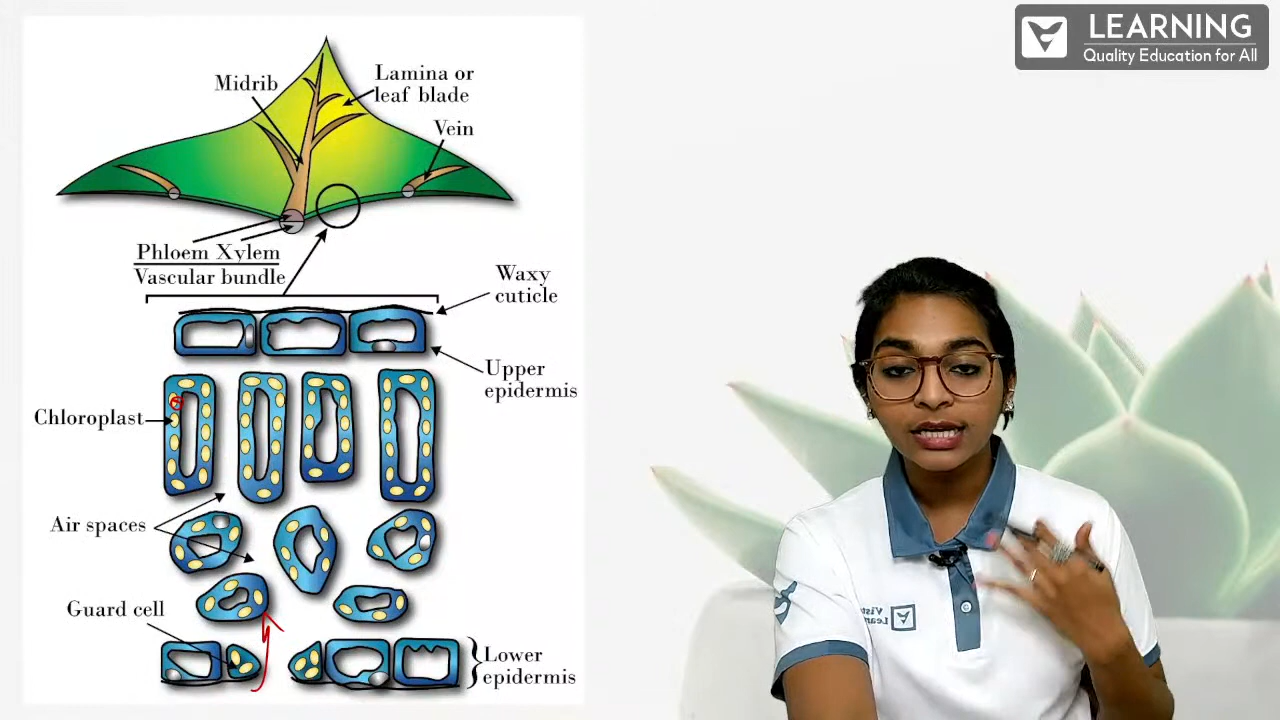 LEARNING
Quality Education for All
Midrib
Lamina or
leaf blade
Vein
Phloem Xylem
Vascular bundle
Waxy
cuticle
Upper
epidermis
Chloroplast
Air spaces
Guard cell
Lower
epidermis